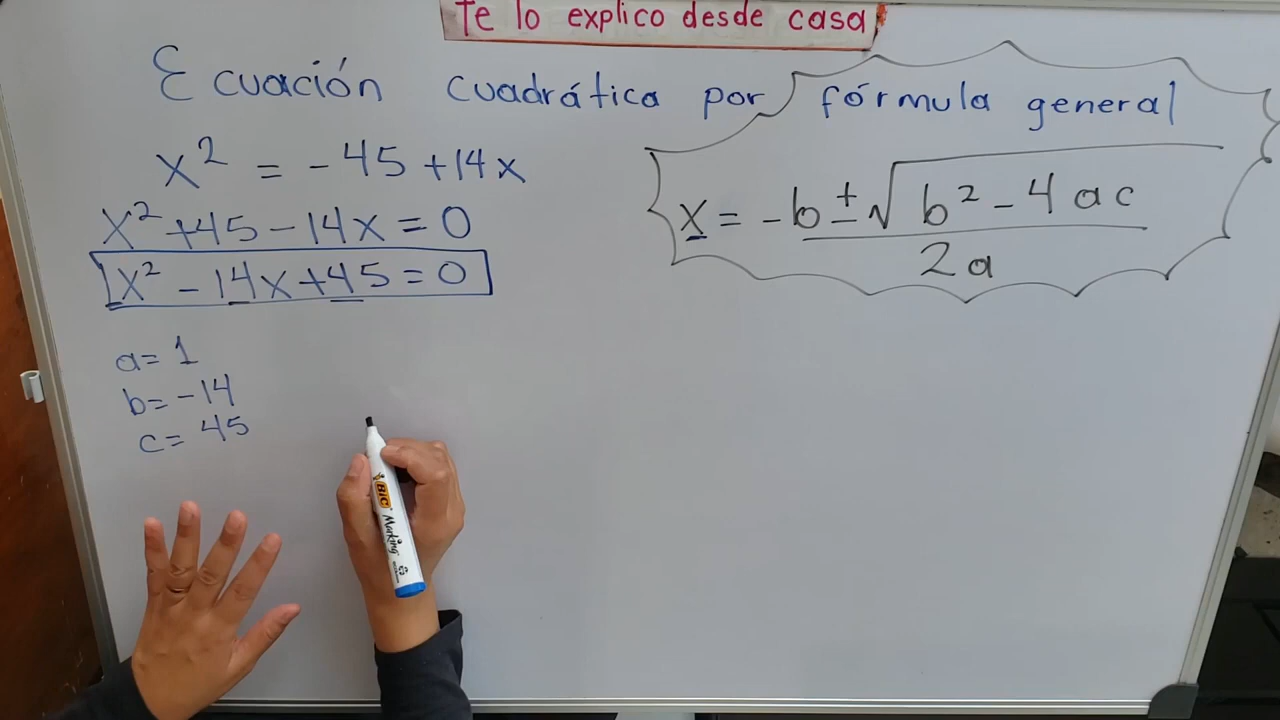 Te lo explico desde casa
Ecuación cuadrática por fórmula general
x² = -45 +14x
x² +45 -14x = 0
x² - 14x + 45 = 0
a= 1
b= -14
c= 45
x = -b ± √b² - 4ac
2a
BIC Marking